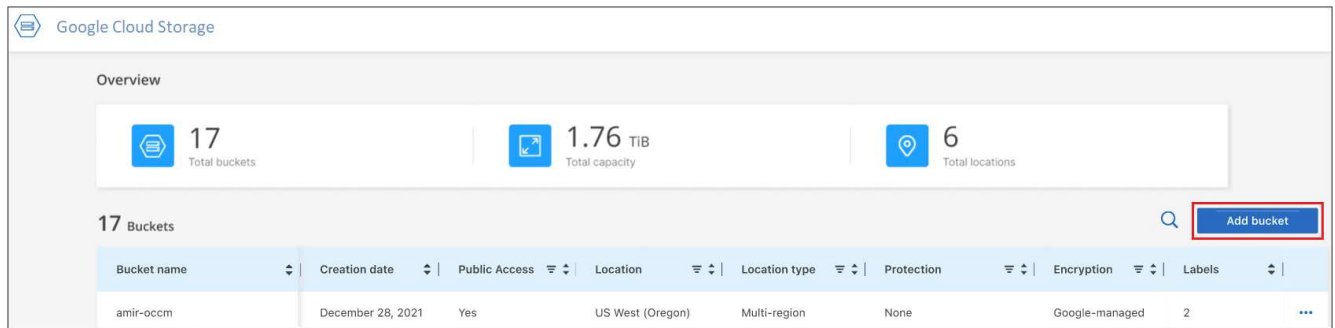 Google Cloud Storage
Overview
17
Total buckets
1.76 TiB
Total capacity
6
Total locations
17 Buckets
Add bucket
Bucket name Creation date Public Access Location Location type Protection Encryption Labels
amir-occm December 28, 2021 Yes US West (Oregon) Multi-region None Google-managed 2